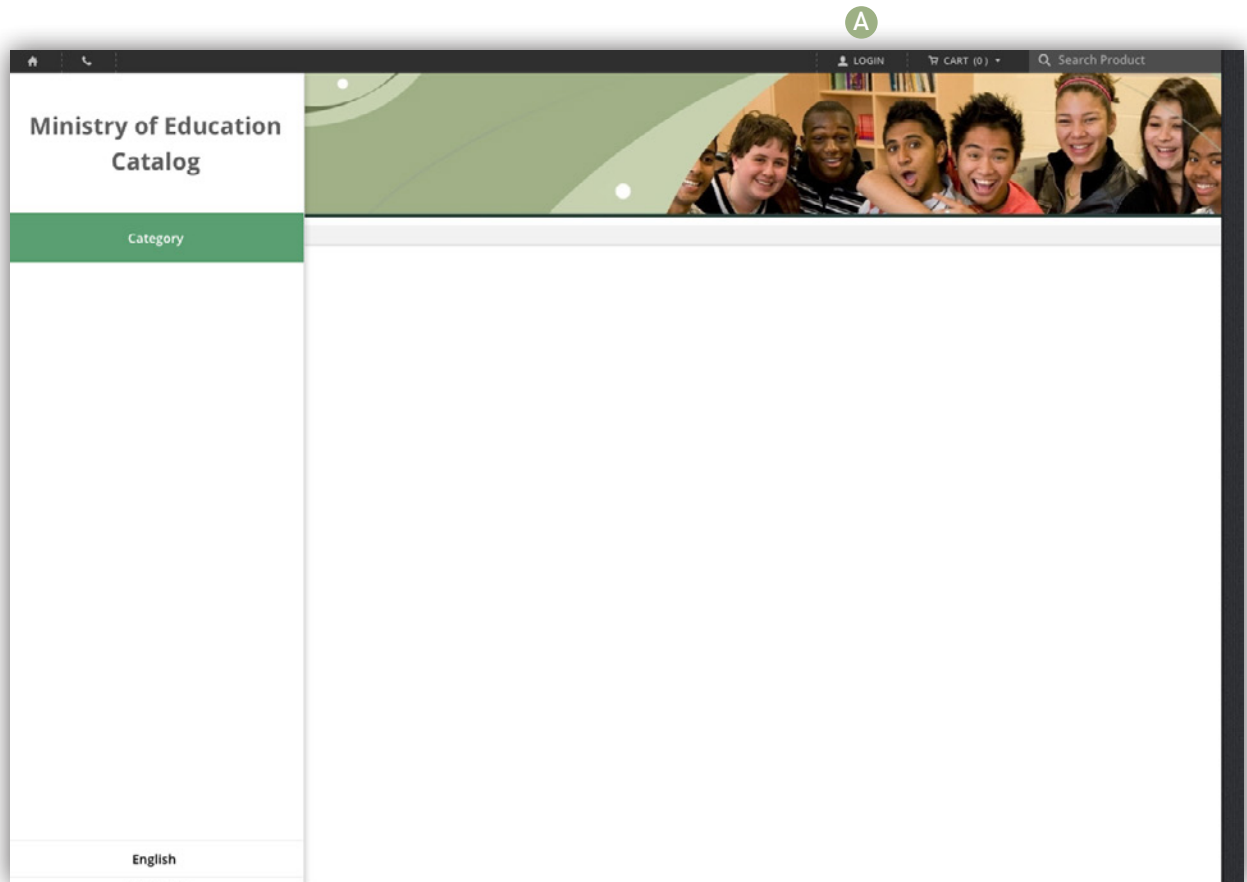 A
LOGIN
CART (0)
Search Product
Ministry of Education
Catalog
Category
English